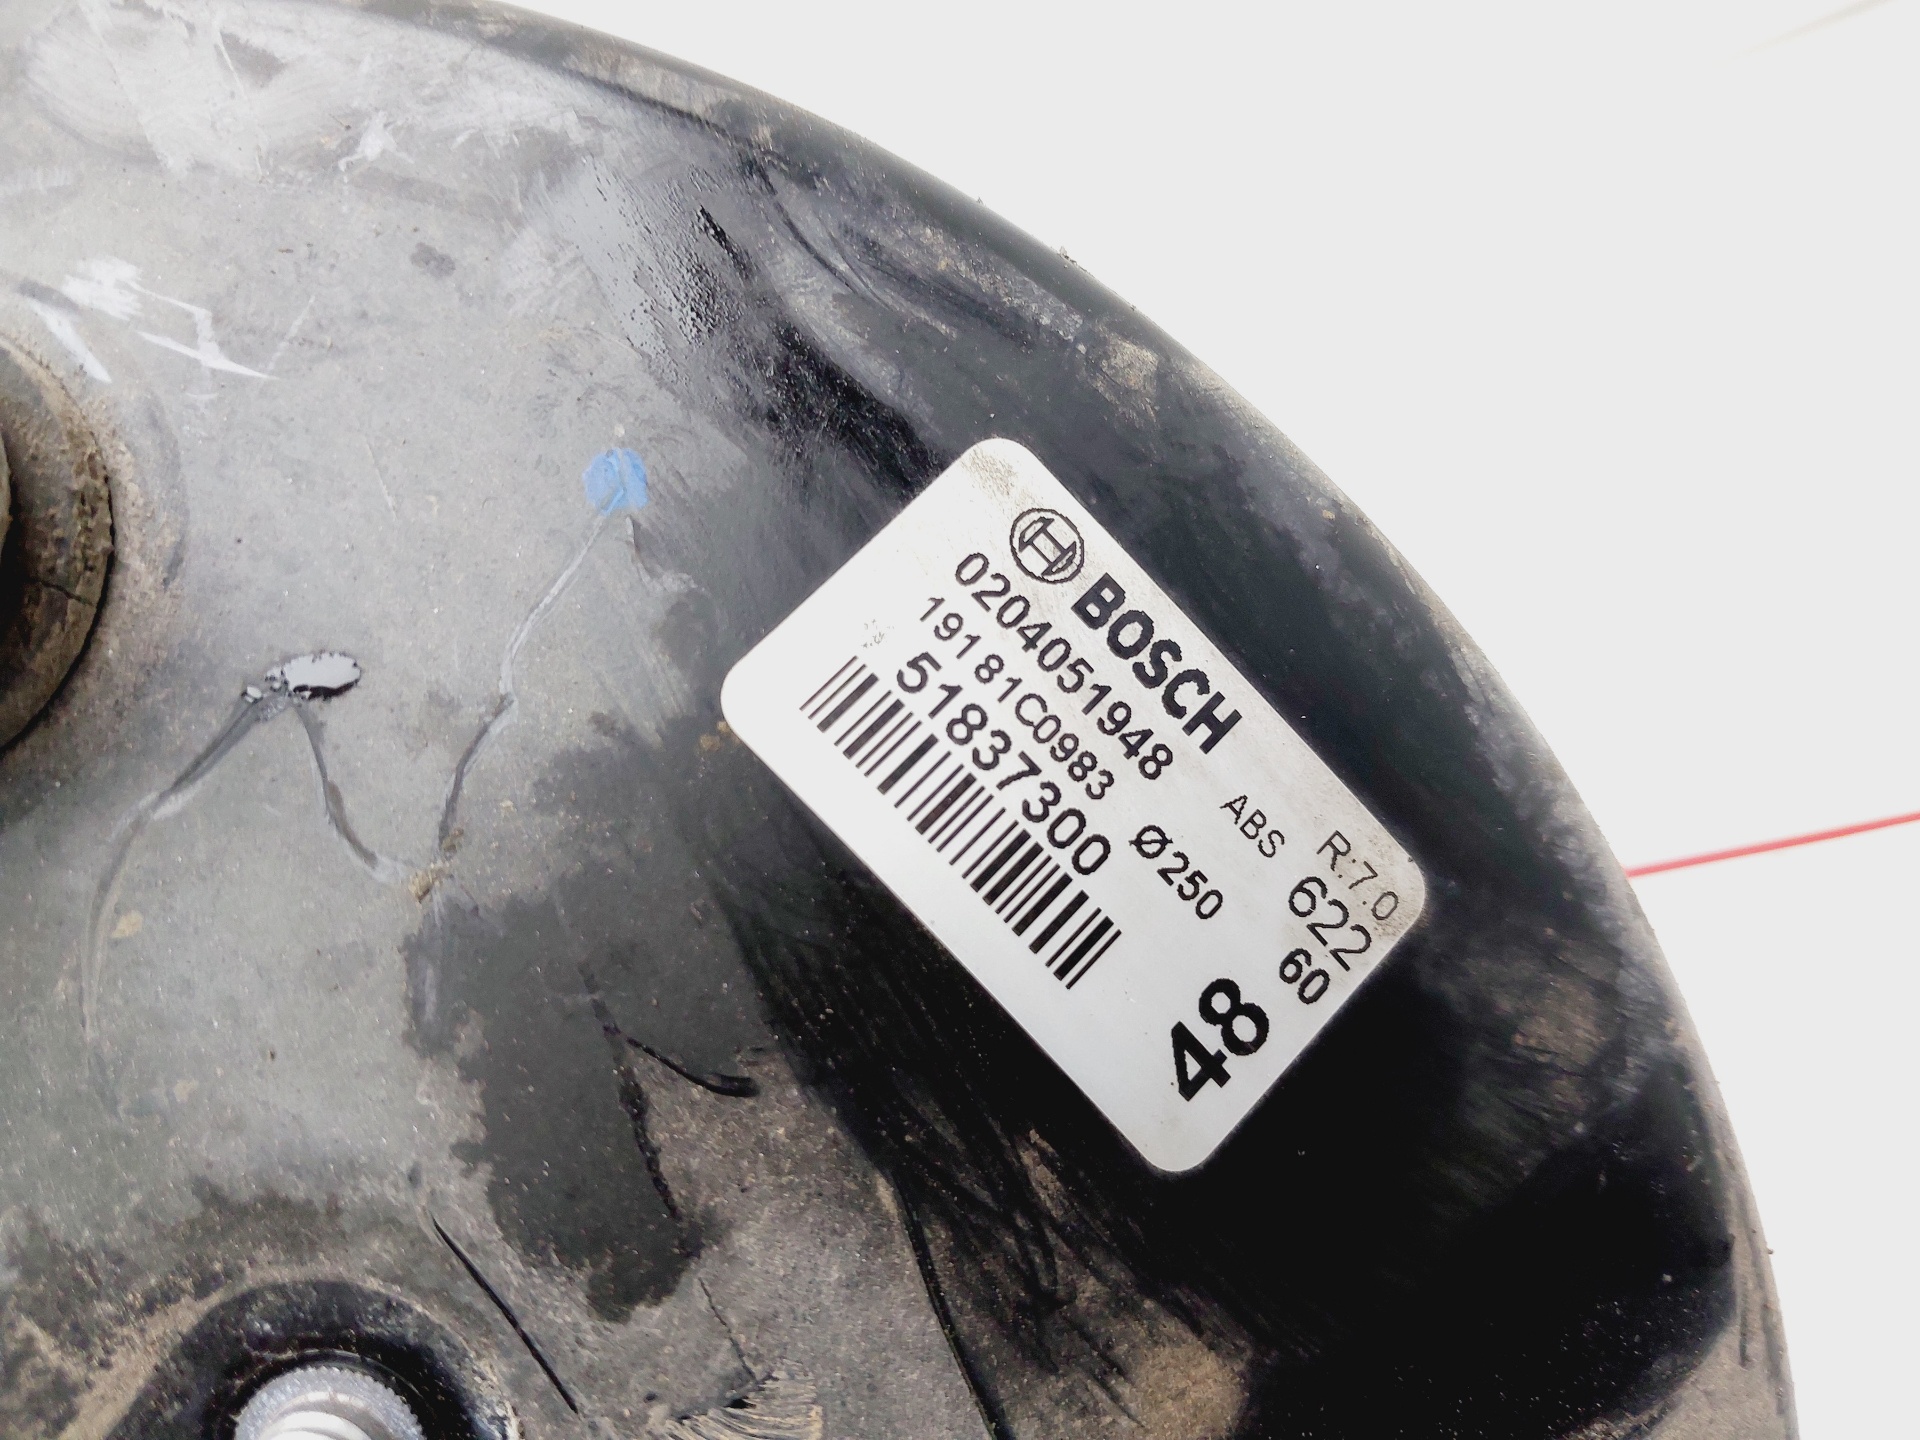 BOSCH
0204051948 ABS R:7.0
19181C0983 Ø250 622
51837300 60
48